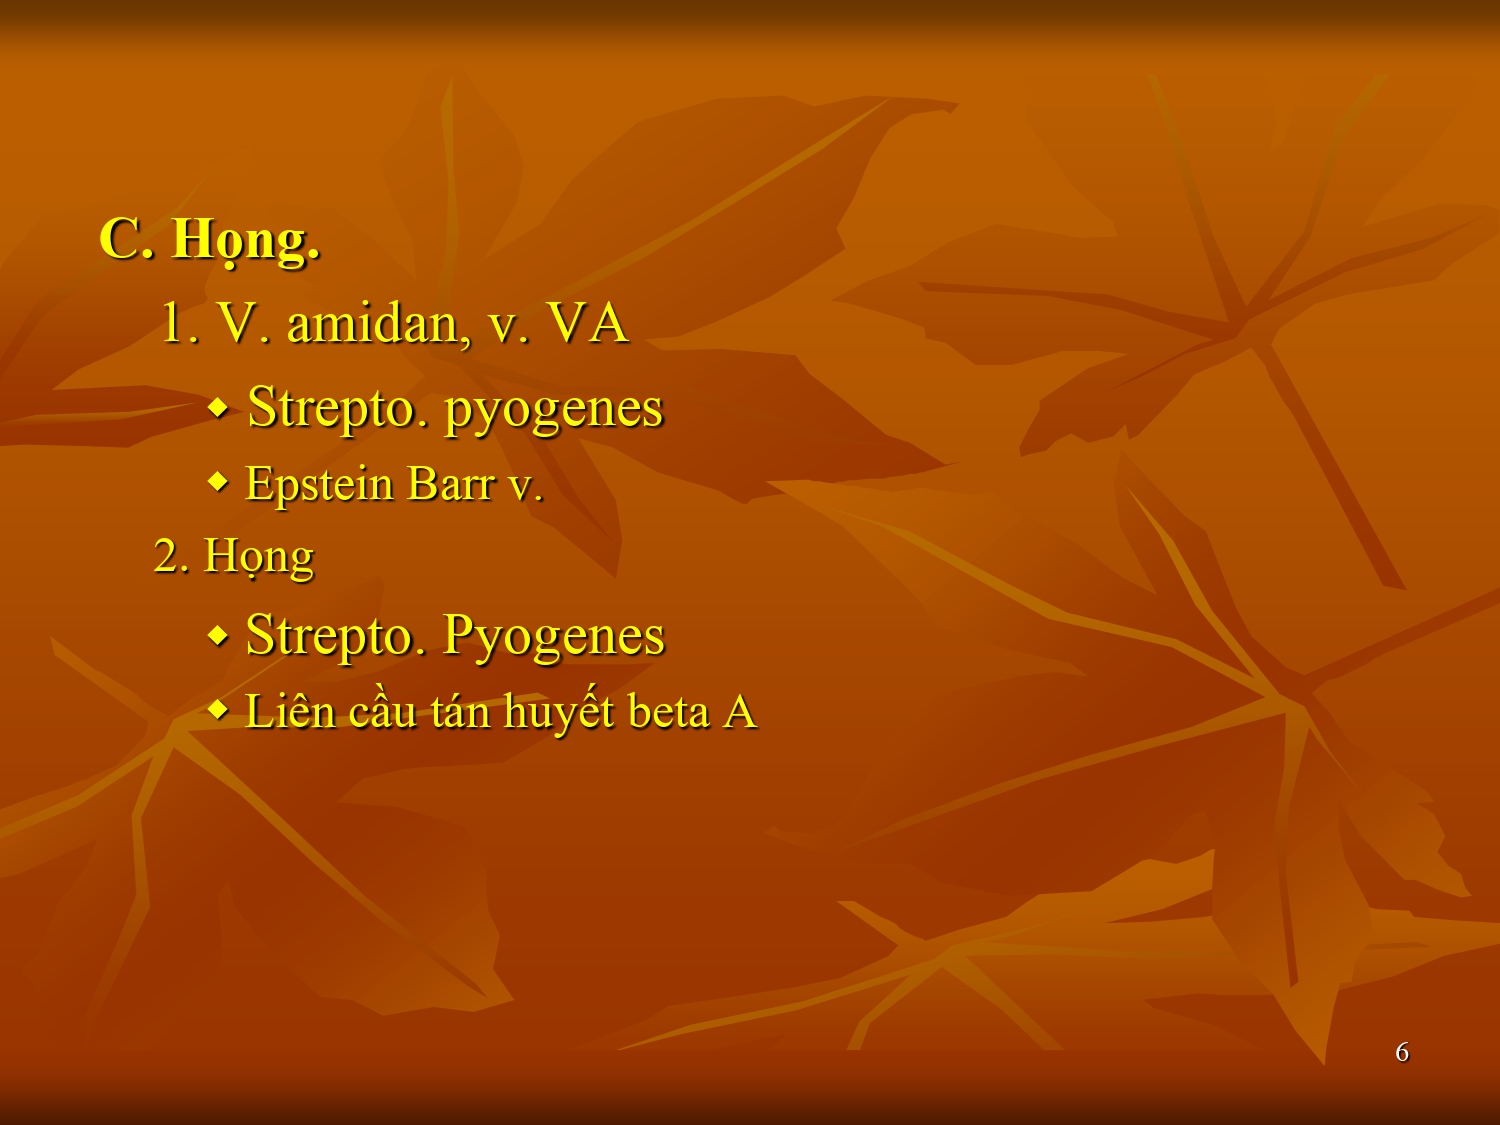 C. Họng.
1. V. amidan, v. VA
Strepto. pyogenes
Epstein Barr v.
2. Họng
Strepto. Pyogenes
Liên cầu tán huyết beta A
6